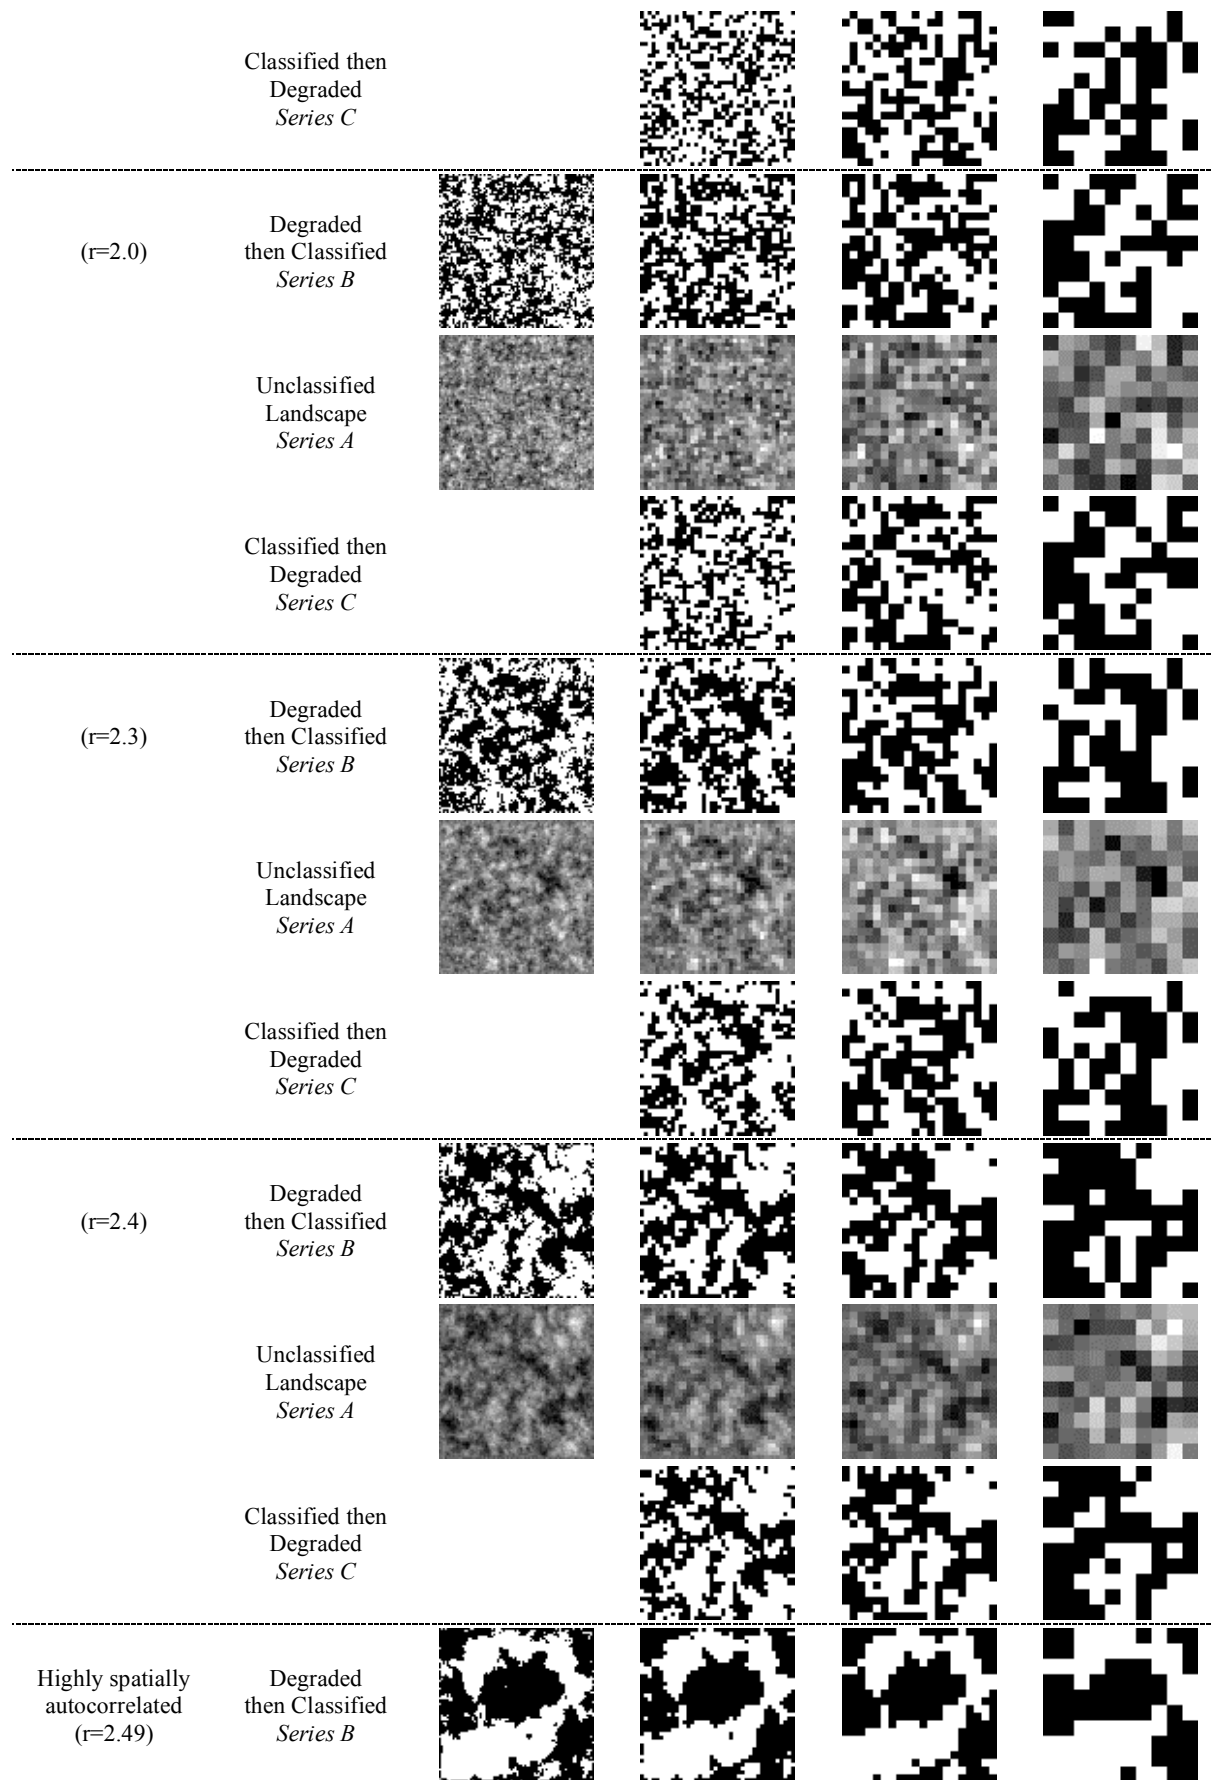 Classified then
Degraded
Series C
(r=2.0)
Degraded
then Classified
Series B
Unclassified
Landscape
Series A
Classified then
Degraded
Series C
(r=2.3)
Degraded
then Classified
Series B
Unclassified
Landscape
Series A
Classified then
Degraded
Series C
(r=2.4)
Degraded
then Classified
Series B
Unclassified
Landscape
Series A
Classified then
Degraded
Series C
Highly spatially
autocorrelated
(r=2.49)
Degraded
then Classified
Series B